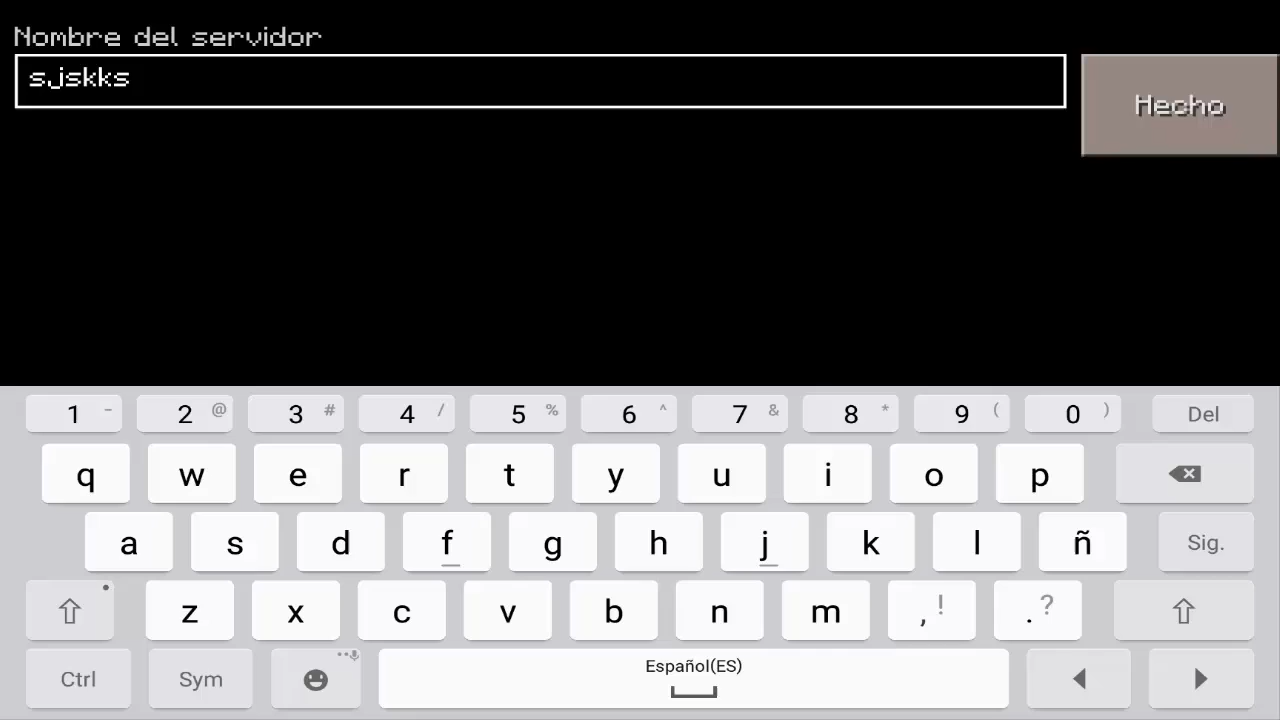 Nombre del servidor
sjskks
Hecho
1 - 2 @ 3 # 4 / 5 % 6 ^ 7 & 8 * 9 ( 0 ) Del
q w e r t y u i o p
a s d f g h j k l ñ Sig.
z x c v b n m , ! . ?
Ctrl Sym Español(ES)